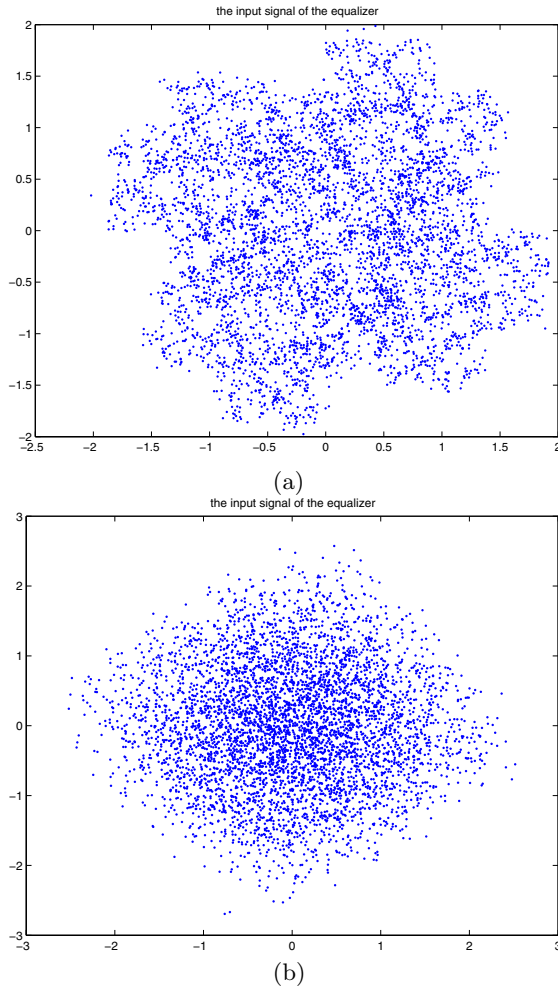 the input signal of the equalizer
2
1.5
1
0.5
0
−0.5
−1
−1.5
−2
−2.5 −2 −1.5 −1 −0.5 0 0.5 1 1.5 2
(a)
the input signal of the equalizer
3
2
1
0
−1
−2
−3
−3 −2 −1 0 1 2 3
(b)